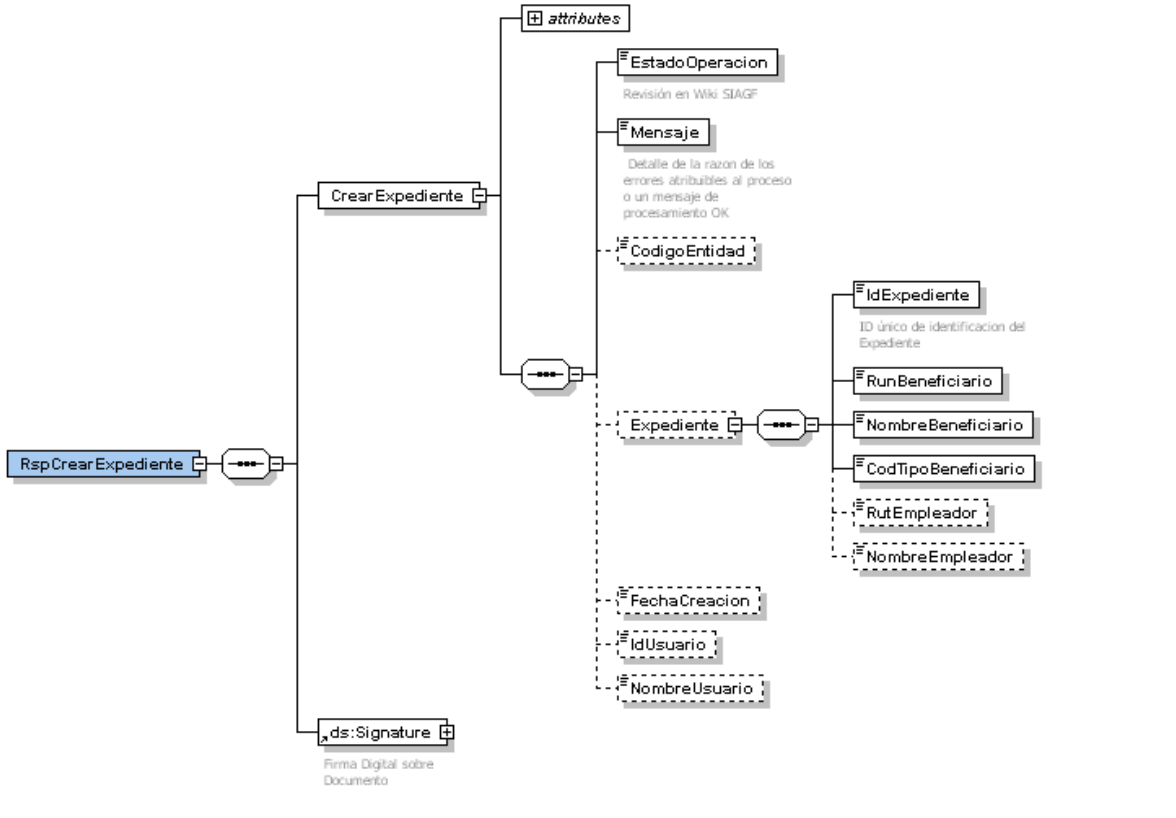 attributes
EstadoOperacion
Revisión en Wiki SIAGF
Mensaje
Detalle de la razon de los
errores atribuibles al proceso
o un mensaje de
procesamiento OK
CrearExpediente
CodigoEntidad
IdExpediente
ID único de identificacion del
Expediente
RunBeneficiario
Expediente
NombreBeneficiario
RspCrearExpediente
CodTipoBeneficiario
RutEmpleador
NombreEmpleador
FechaCreacion
IdUsuario
NombreUsuario
ds:Signature
Firma Digital sobre
Documento